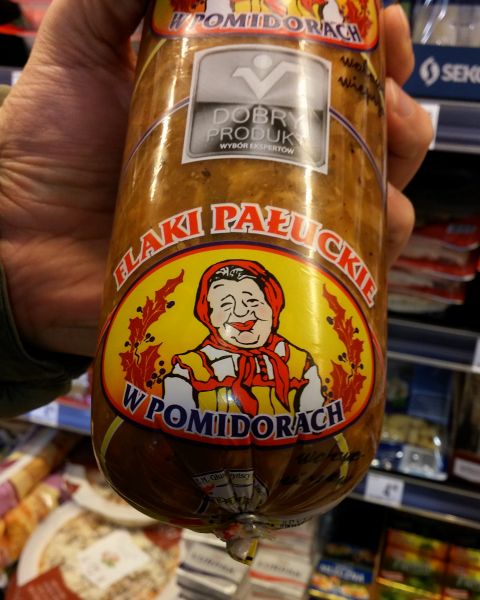 W POMIDORACH
DOBRY
PRODUKT
WYBÓR EKSPERTÓW
SEKO
FLAKI PAŁUCKIE
W POMIDORACH